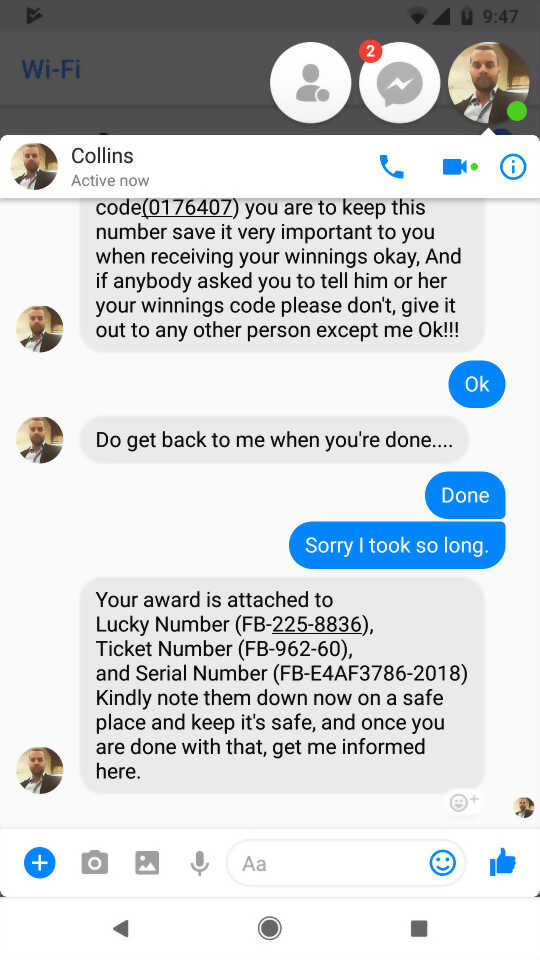 9:47
Wi-Fi
2
Collins
Active now
code(0176407) you are to keep this
number save it very important to you
when receiving your winnings okay, And
if anybody asked you to tell him or her
your winnings code please don't, give it
out to any other person except me Ok!!!
Ok
Do get back to me when you're done....
Done
Sorry I took so long.
Your award is attached to
Lucky Number (FB-225-8836),
Ticket Number (FB-962-60),
and Serial Number (FB-E4AF3786-2018)
Kindly note them down now on a safe
place and keep it's safe, and once you
are done with that, get me informed
here.
Aa